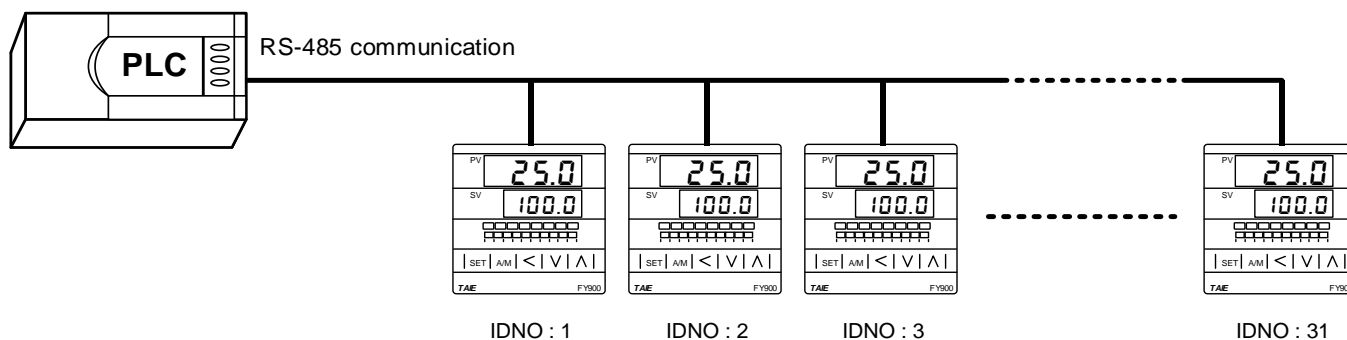 PLC
RS-485 communication
PV 25.0
SV 100.0
SET A/M < V Λ
TAIE FY900
IDNO : 1
PV 25.0
SV 100.0
SET A/M < V Λ
TAIE FY900
IDNO : 2
PV 25.0
SV 100.0
SET A/M < V Λ
TAIE FY900
IDNO : 3
PV 25.0
SV 100.0
SET A/M < V Λ
TAIE FY90
IDNO : 31